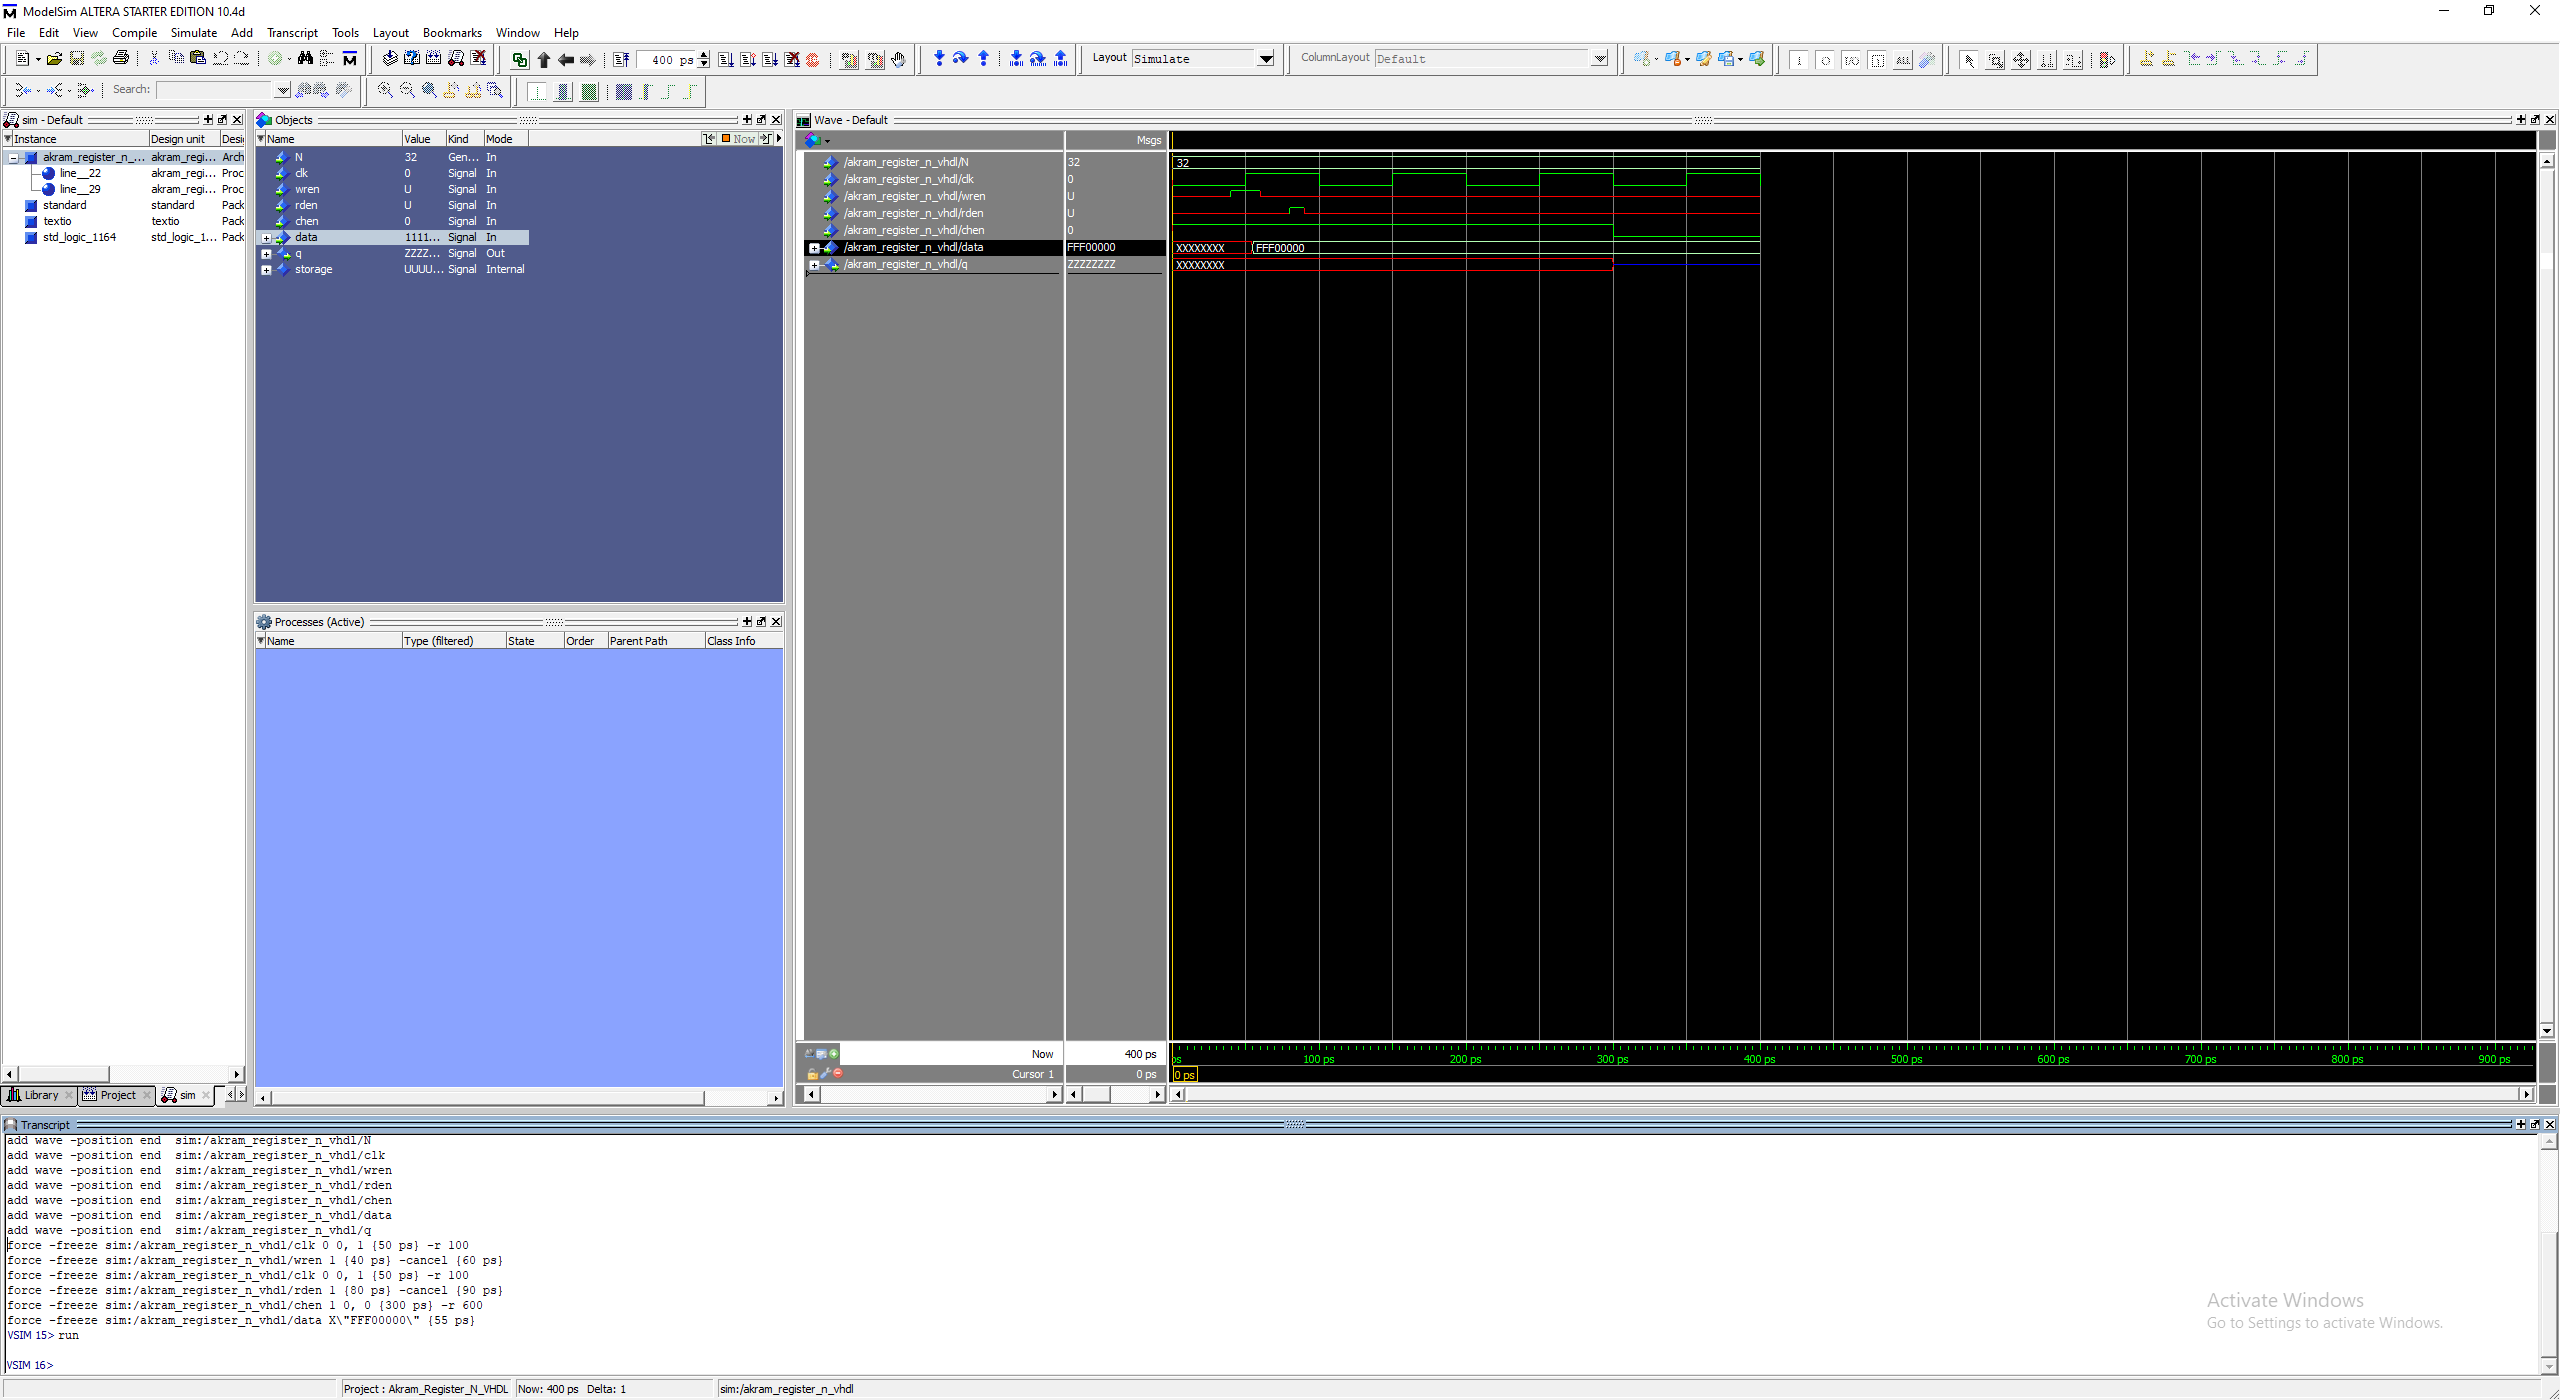 ModelSim ALTERA STARTER EDITION 10.4d
File Edit View Compile Simulate Add Transcript Tools Layout Bookmarks Window Help
400 ps
Layout Simulate
ColumnLayout Default
ALL
Search:
sim - Default
Instance Design unit Desi
akram_register_n_... akram_regi... Arch
line__22 akram_regi... Proc
line__29 akram_regi... Proc
standard standard Pack
textio textio Pack
std_logic_1164 std_logic_1... Pack
Library Project sim
Objects
Name Value Kind Mode
Now
N 32 Gen... In
clk 0 Signal In
wren U Signal In
rden U Signal In
chen 0 Signal In
data 1111... Signal In
q ZZZZ... Signal Out
storage UUUU... Signal Internal
Processes (Active)
Name Type (filtered) State Order Parent Path Class Info
Wave - Default
Msgs
/akram_register_n_vhdl/N 32 32
/akram_register_n_vhdl/clk 0
/akram_register_n_vhdl/wren U
/akram_register_n_vhdl/rden U
/akram_register_n_vhdl/chen 0
/akram_register_n_vhdl/data FFF00000 XXXXXXXX FFF00000
/akram_register_n_vhdl/q ZZZZZZZZ XXXXXXXX
Now 400 ps
ps 100 ps 200 ps 300 ps 400 ps 500 ps 600 ps 700 ps 800 ps 900 ps
Cursor 1 0 ps 0 ps
Transcript
add wave -position end sim:/akram_register_n_vhdl/N
add wave -position end sim:/akram_register_n_vhdl/clk
add wave -position end sim:/akram_register_n_vhdl/wren
add wave -position end sim:/akram_register_n_vhdl/rden
add wave -position end sim:/akram_register_n_vhdl/chen
add wave -position end sim:/akram_register_n_vhdl/data
add wave -position end sim:/akram_register_n_vhdl/q
force -freeze sim:/akram_register_n_vhdl/clk 0 0, 1 {50 ps} -r 100
force -freeze sim:/akram_register_n_vhdl/wren 1 {40 ps} -cancel {60 ps}
force -freeze sim:/akram_register_n_vhdl/clk 0 0, 1 {50 ps} -r 100
force -freeze sim:/akram_register_n_vhdl/rden 1 {80 ps} -cancel {90 ps}
force -freeze sim:/akram_register_n_vhdl/chen 1 0, 0 {300 ps} -r 600
force -freeze sim:/akram_register_n_vhdl/data X\"FFF00000\" {55 ps}
VSIM 15> run
VSIM 16>
Activate Windows
Go to Settings to activate Windows.
Project : Akram_Register_N_VHDL Now: 400 ps Delta: 1 sim:/akram_register_n_vhdl